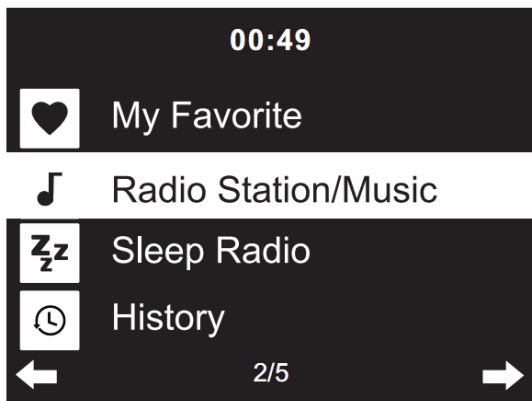 00:49
My Favorite
Radio Station/Music
Sleep Radio
History
2/5